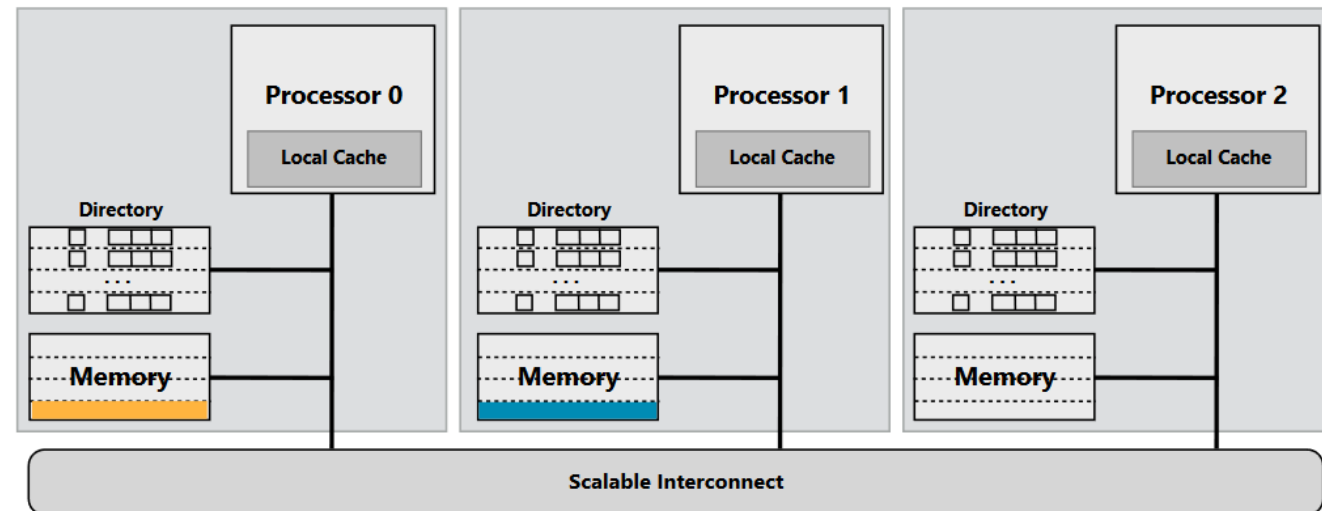 Processor 0
Local Cache
Directory
...
Memory
Processor 1
Local Cache
Directory
...
Memory
Processor 2
Local Cache
Directory
...
Memory
Scalable Interconnect